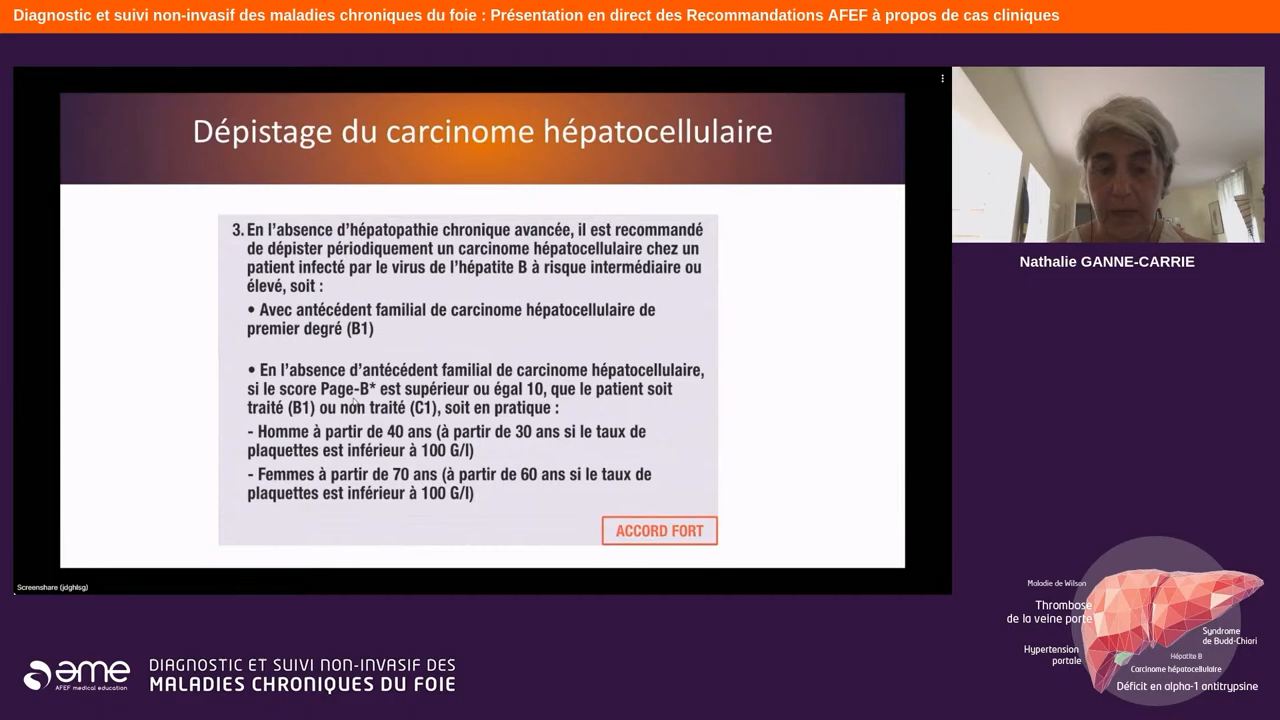 Diagnostic et suivi non-invasif des maladies chroniques du foie : Présentation en direct des Recommandations AFEF à propos de cas cliniques
Dépistage du carcinome hépatocellulaire
3. En l'absence d'hépatopathie chronique avancée, il est recommandé
de dépister périodiquement un carcinome hépatocellulaire chez un
patient infecté par le virus de l'hépatite B à risque intermédiaire ou
élevé, soit :
• Avec antécédent familial de carcinome hépatocellulaire de
premier degré (B1)
• En l'absence d'antécédent familial de carcinome hépatocellulaire,
si le score Page-B* est supérieur ou égal 10, que le patient soit
traité (B1) ou non traité (C1), soit en pratique :
- Homme à partir de 40 ans (à partir de 30 ans si le taux de
plaquettes est inférieur à 100 G/l)
- Femmes à partir de 70 ans (à partir de 60 ans si le taux de
plaquettes est inférieur à 100 G/l)
ACCORD FORT
Screenshare (jdghlsg)
Nathalie GANNE-CARRIE
Maladie de Wilson
Thrombose
de la veine porte
Syndrome
de Budd-Chiari
Hypertension
portale
Hépatite B
Carcinome hépatocellulaire
Déficit en alpha-1 antitrypsine
ame
AFEF medical education
DIAGNOSTIC ET SUIVI NON-INVASIF DES
MALADIES CHRONIQUES DU FOIE